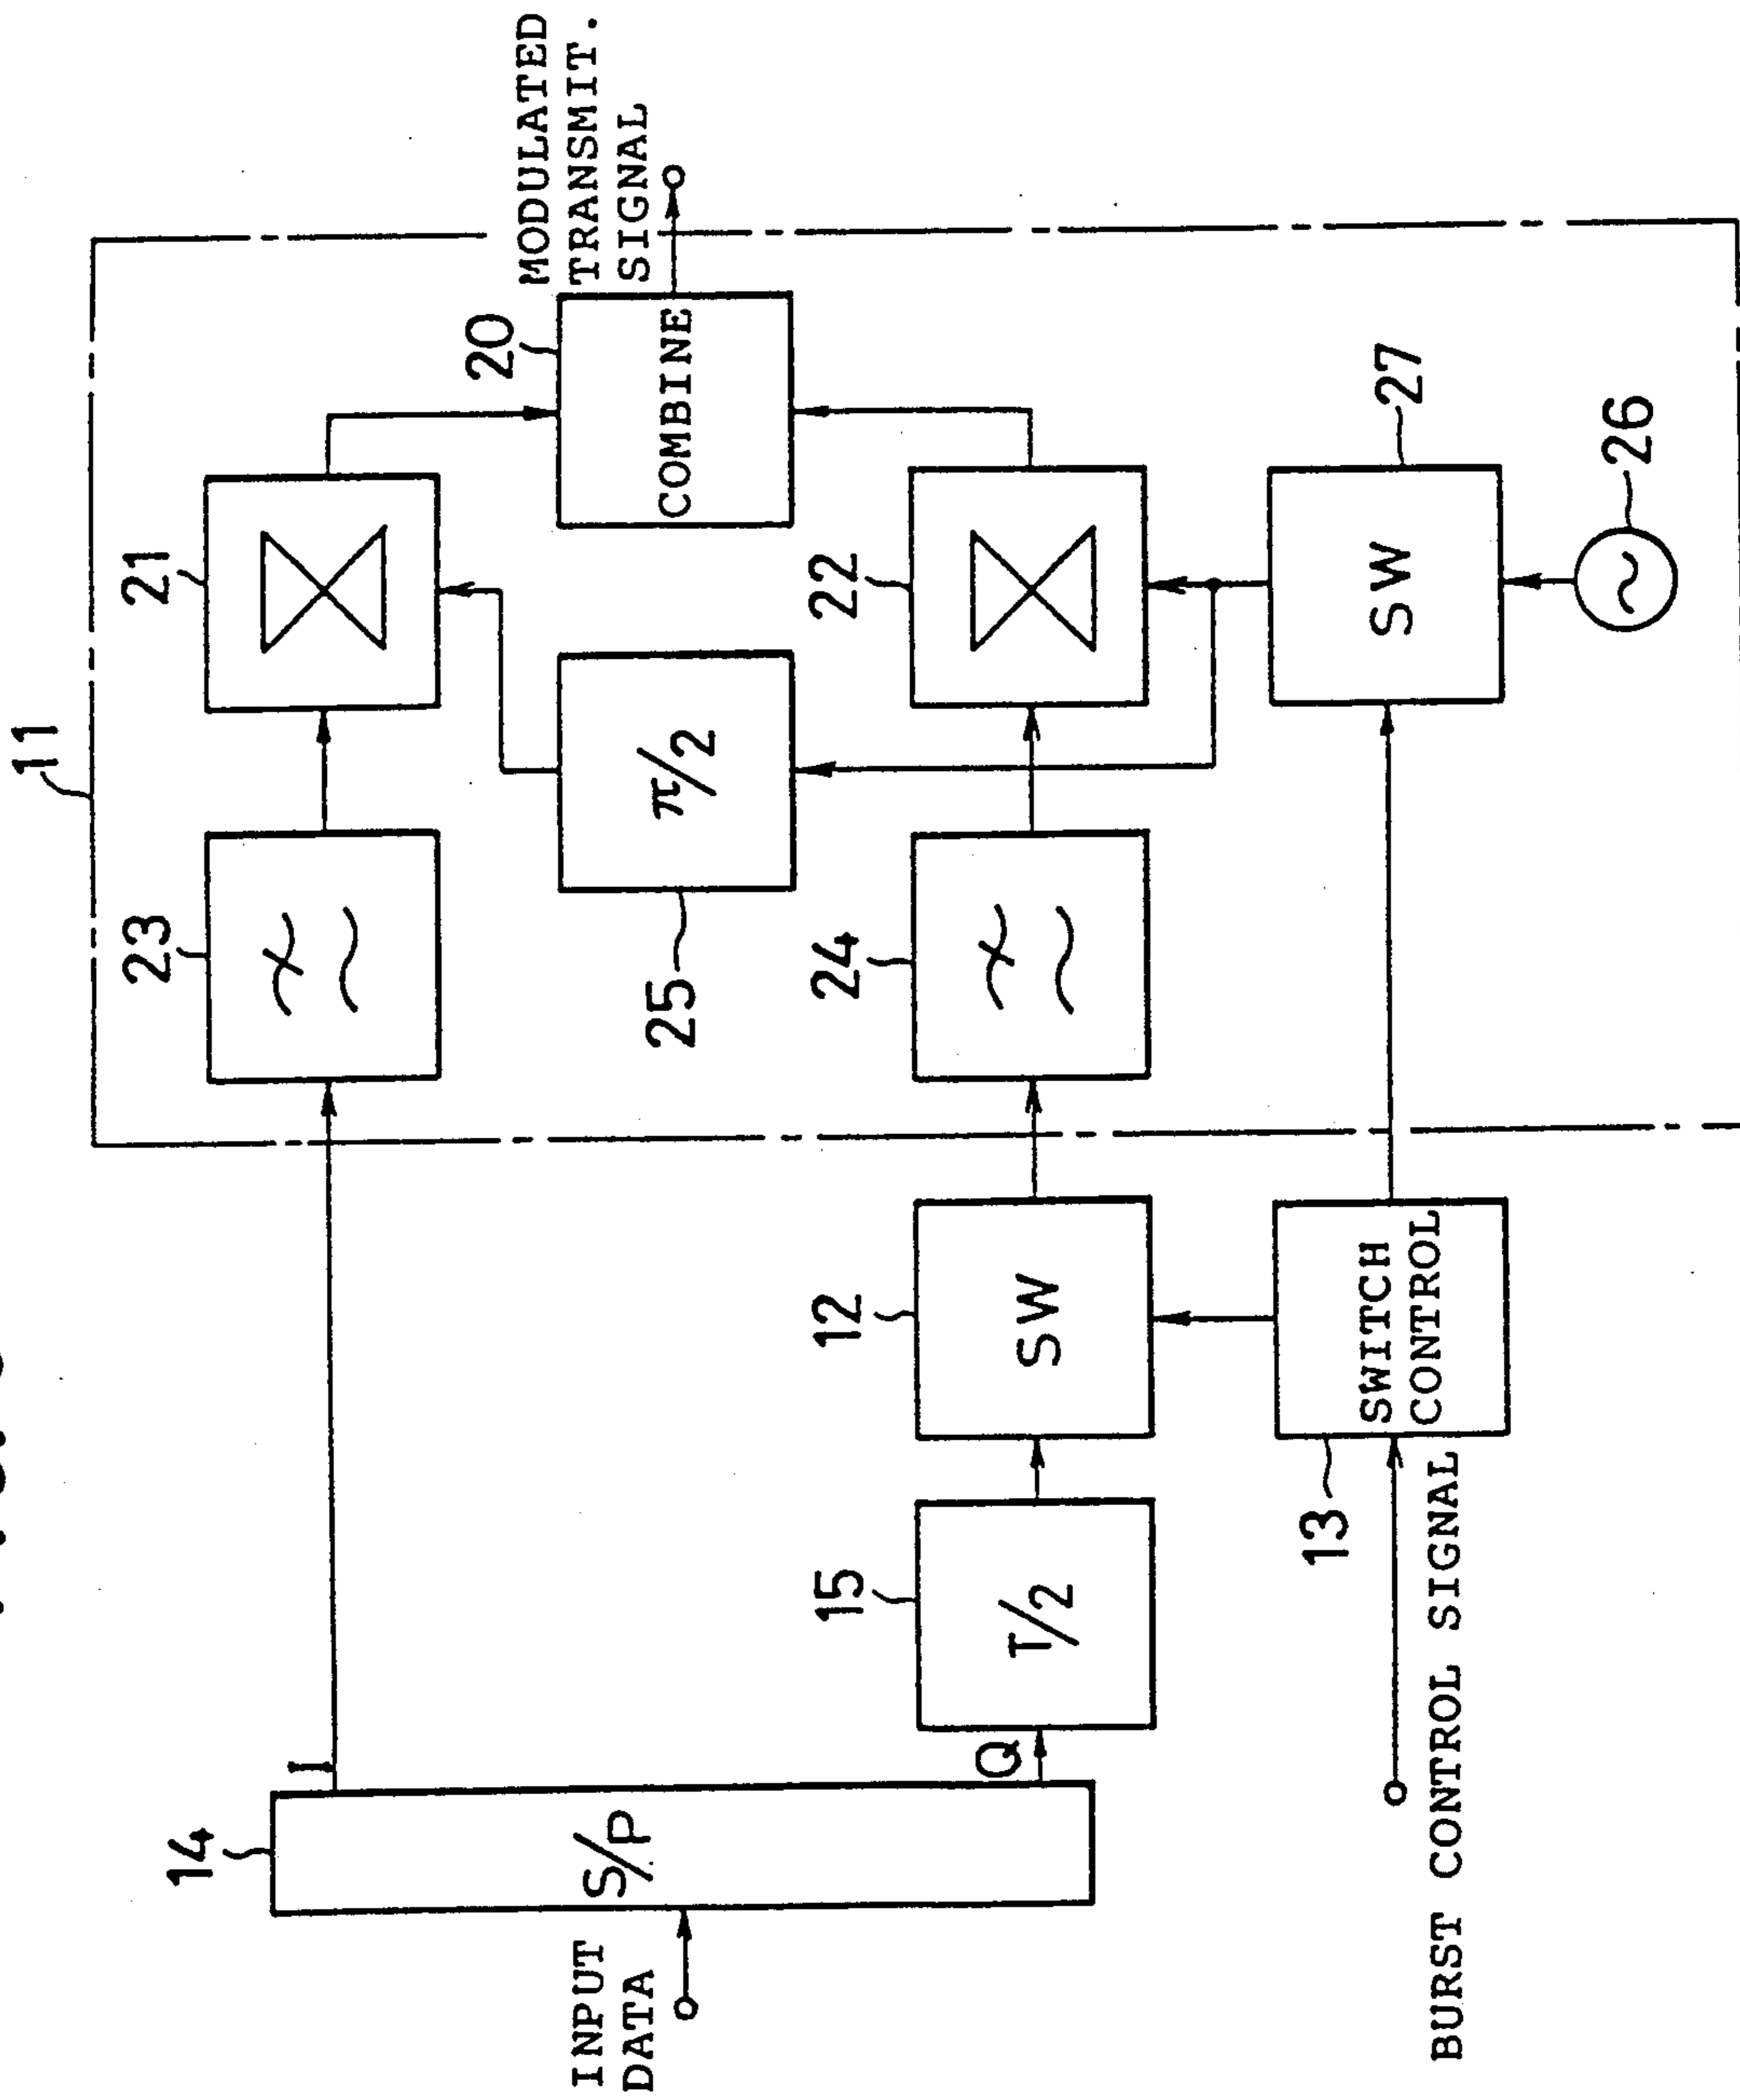 11
14
S/P
INPUT
DATA
I
Q
15
T/2
12
SW
13
SWITCH
CONTROL
BURST CONTROL SIGNAL
23
24
25
π/2
21
22
20
COMBINE
MODULATED
TRANSMIT.
SIGNAL
SW
27
26